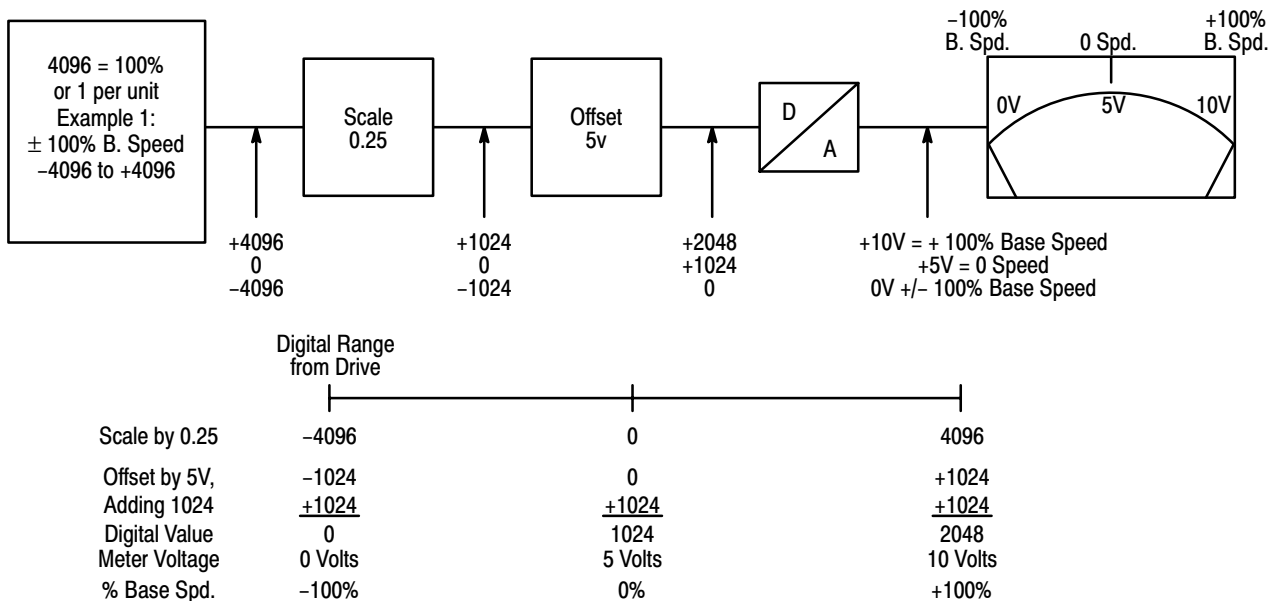 4096 = 100%
or 1 per unit
Example 1:
± 100% B. Speed
–4096 to +4096
Scale
0.25
Offset
5v
D
A
–100%
B. Spd.
0 Spd.
+100%
B. Spd.
0V
5V
10V
+4096
0
–4096
+1024
0
–1024
+2048
+1024
0
+10V = + 100% Base Speed
+5V = 0 Speed
0V +/– 100% Base Speed
Digital Range
from Drive
Scale by 0.25 –4096 0 4096
Offset by 5V, –1024 0 +1024
Adding 1024 +1024 +1024 +1024
Digital Value 0 1024 2048
Meter Voltage 0 Volts 5 Volts 10 Volts
% Base Spd. –100% 0% +100%